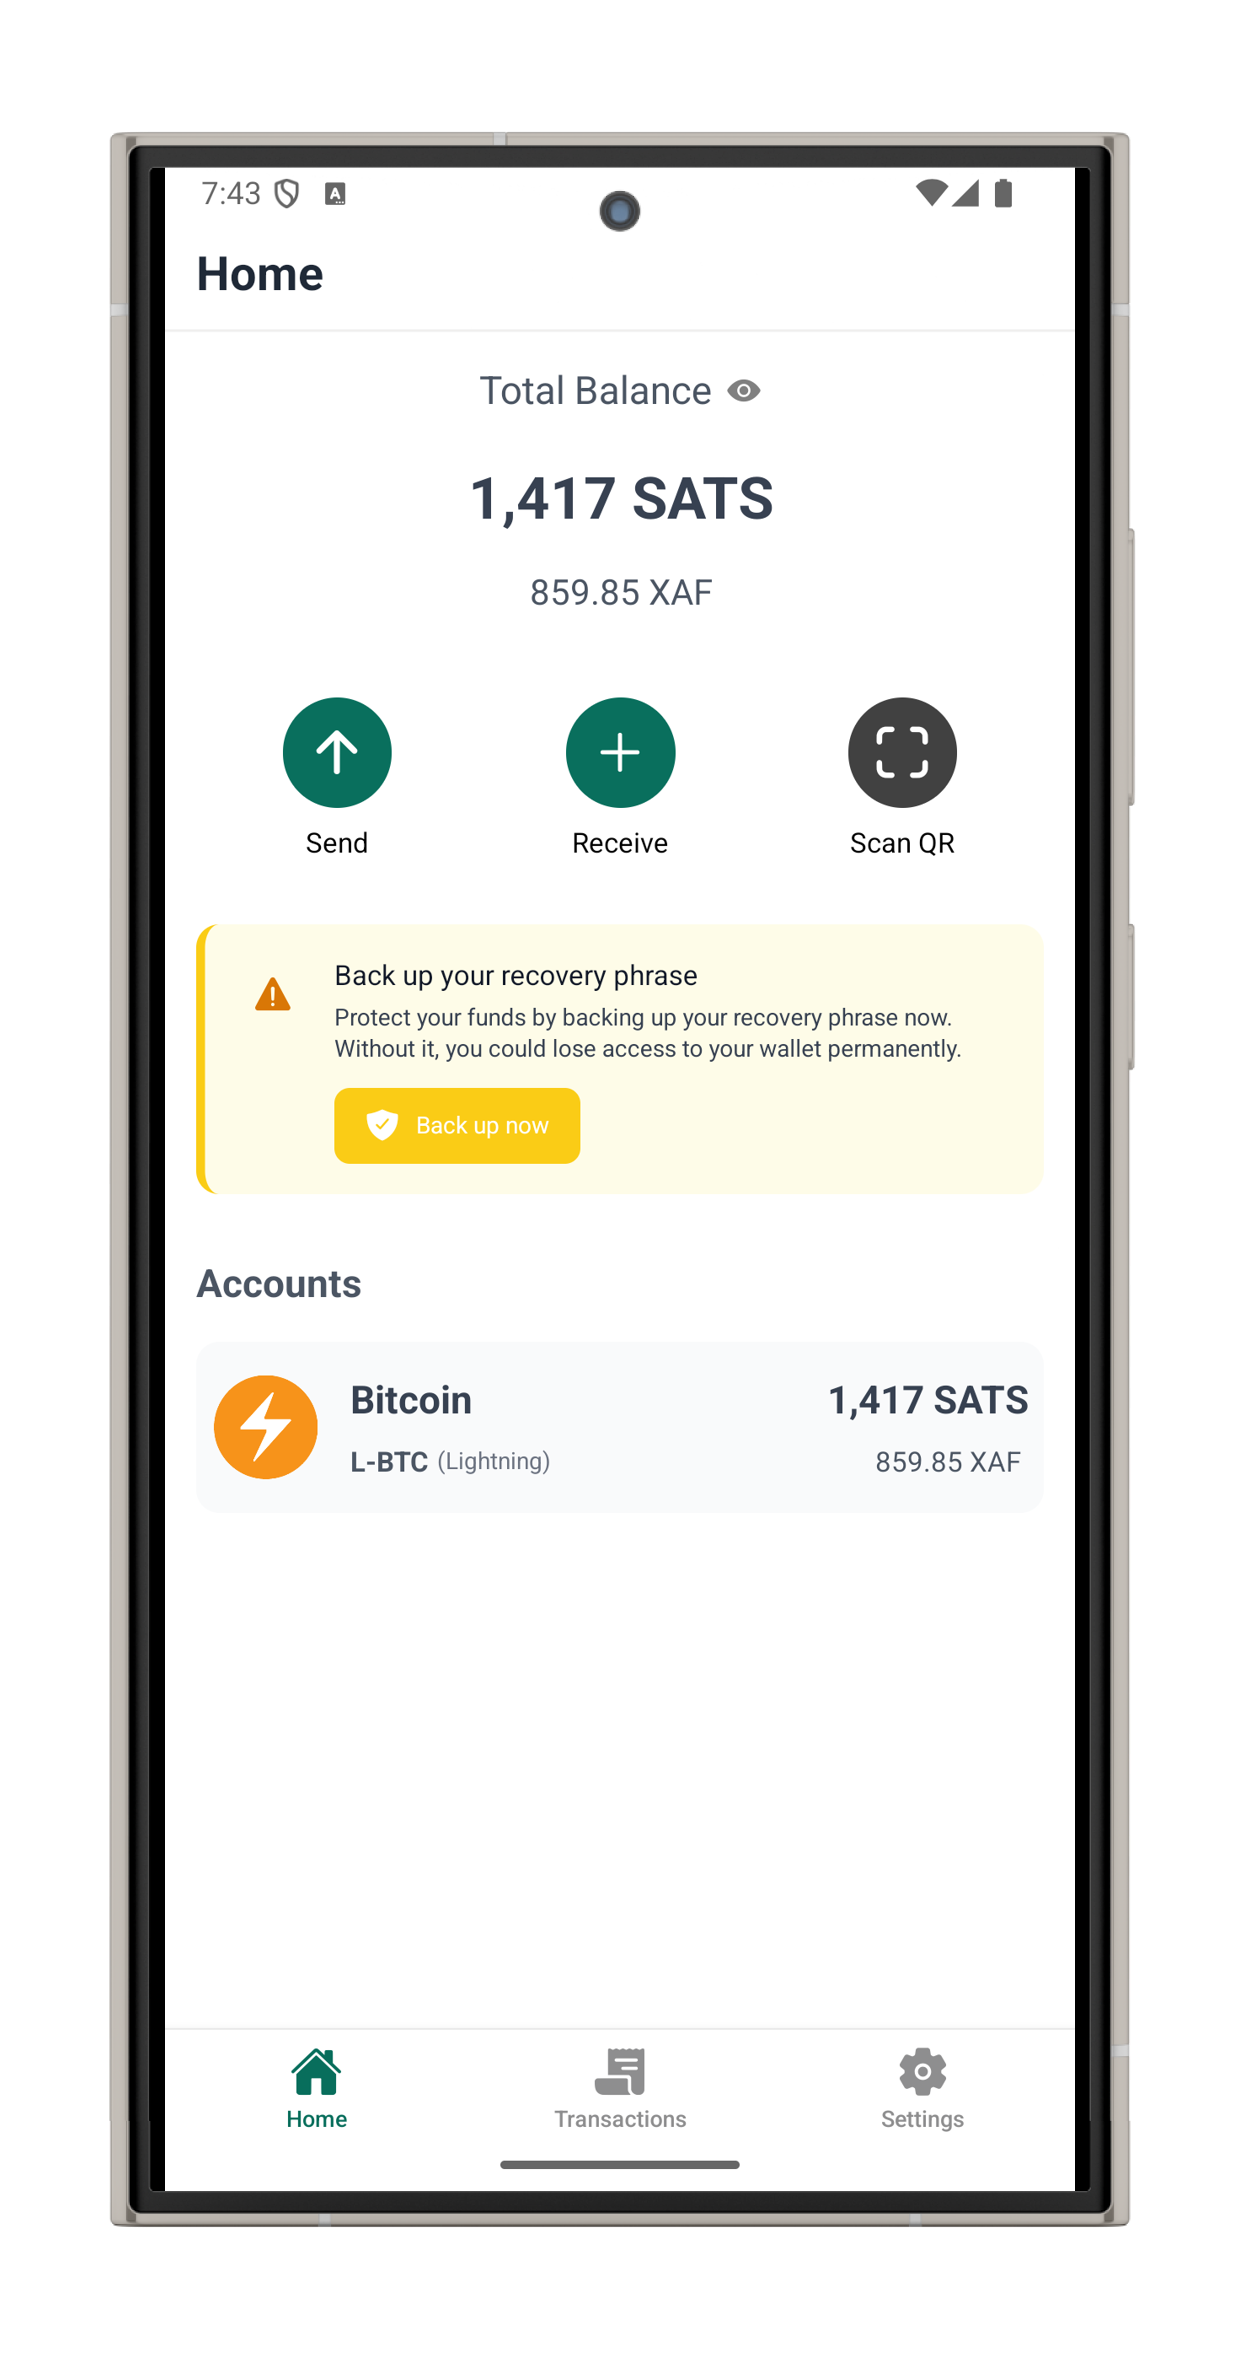 7:43
A
Home
Total Balance
1,417 SATS
859.85 XAF
Send
Receive
Scan QR
Back up your recovery phrase
Protect your funds by backing up your recovery phrase now.
Without it, you could lose access to your wallet permanently.
Back up now
Accounts
Bitcoin
1,417 SATS
L-BTC (Lightning)
859.85 XAF
Home
Transactions
Settings